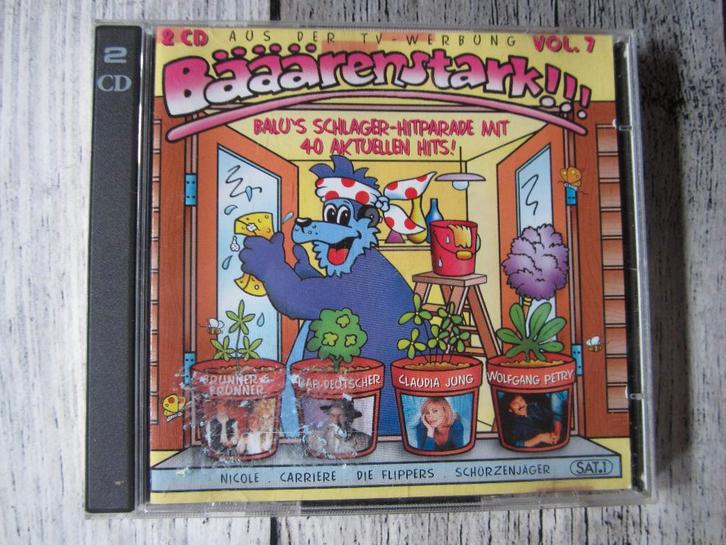 2
CD
2 CD AUS DER TV-WERBUNG VOL. 7
Bääärenstark!!!
BALU'S SCHLAGER-HITPARADE MIT
40 AKTUELLEN HITS!
BRUNNER &
BRUNNER
DEUTSCHER
CLAUDIA JUNG
WOLFGANG PETRY
NICOLE . CARRIERE . DIE FLIPPERS . SCHÜRZENJÄGER SAT.1